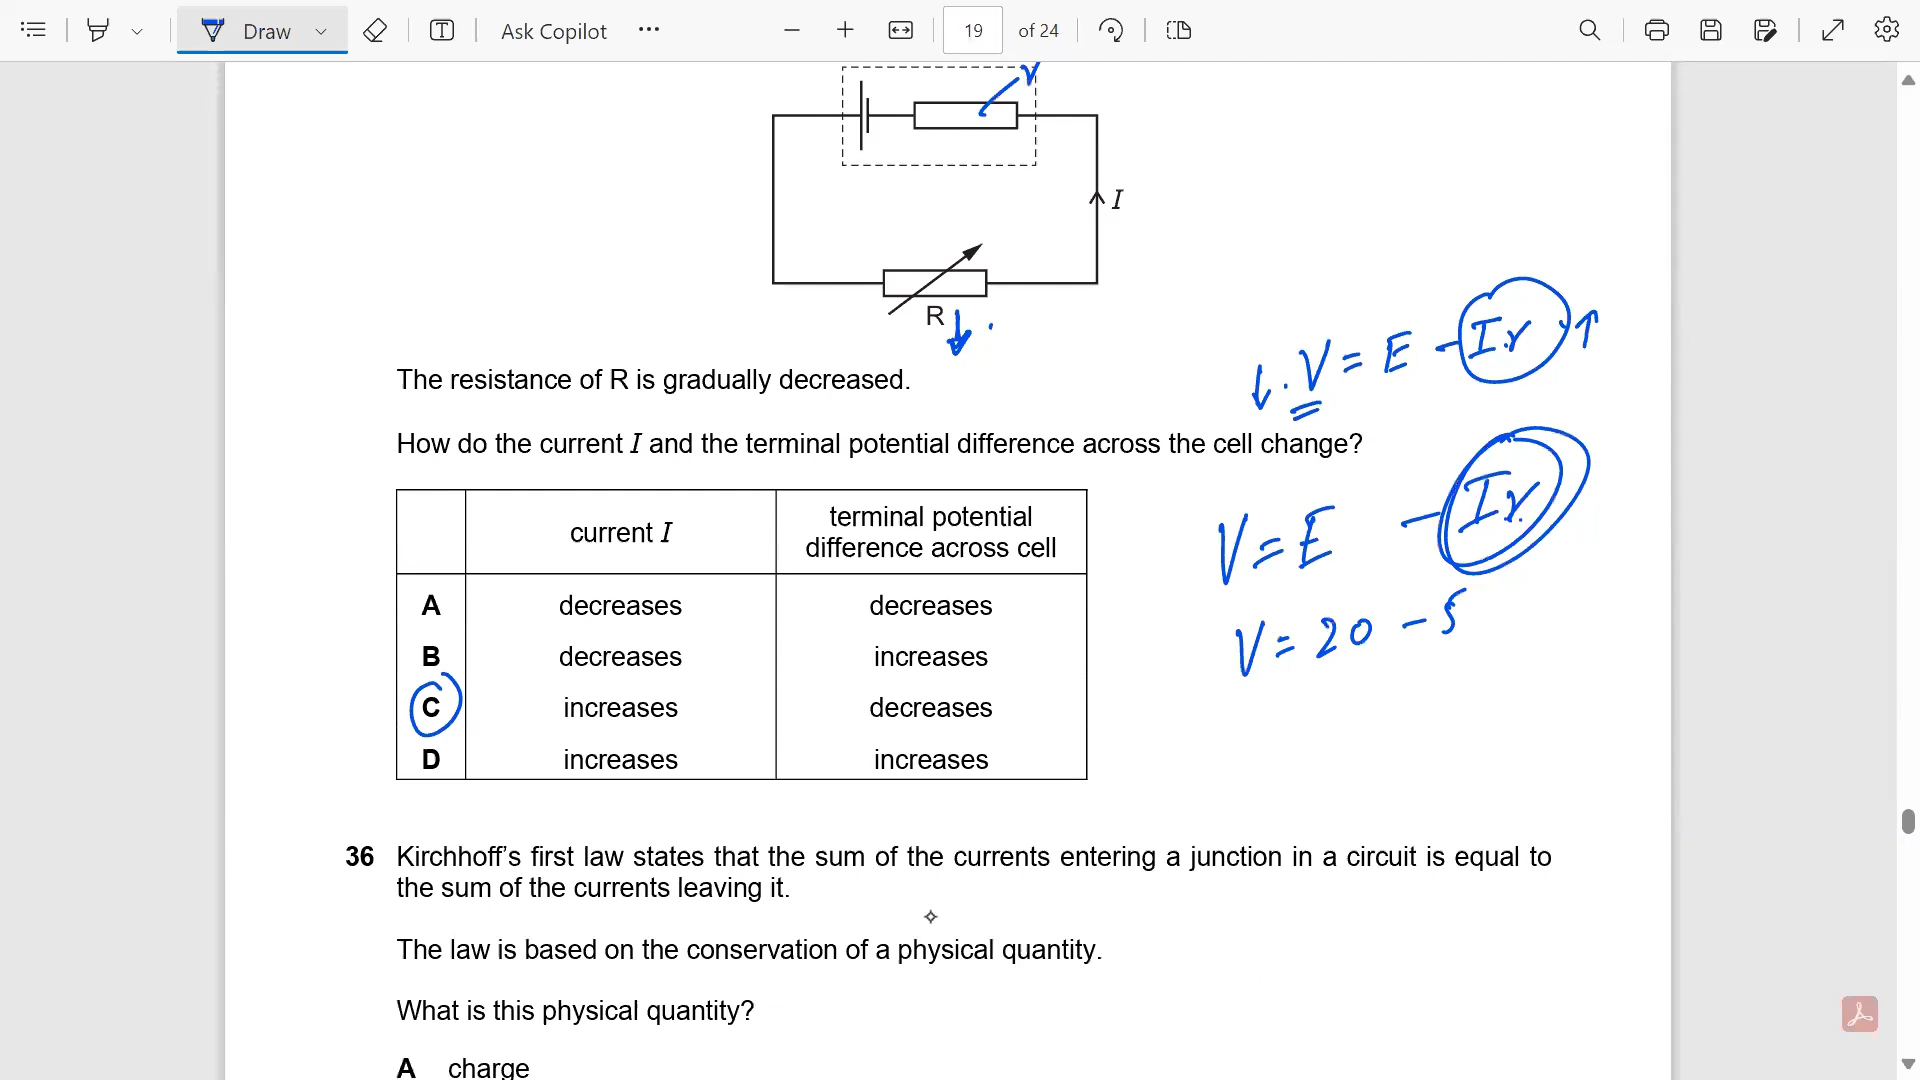 Draw
Ask Copilot
19 of 24
r
I
R
↓ . V = E - Ir ↑
The resistance of R is gradually decreased.
How do the current I and the terminal potential difference across the cell change?
V = E - Ir
V = 20 - 5
current I
terminal potential
difference across cell
A decreases decreases
B decreases increases
C increases decreases
D increases increases
36 Kirchhoff's first law states that the sum of the currents entering a junction in a circuit is equal to
the sum of the currents leaving it.
The law is based on the conservation of a physical quantity.
What is this physical quantity?
A charge